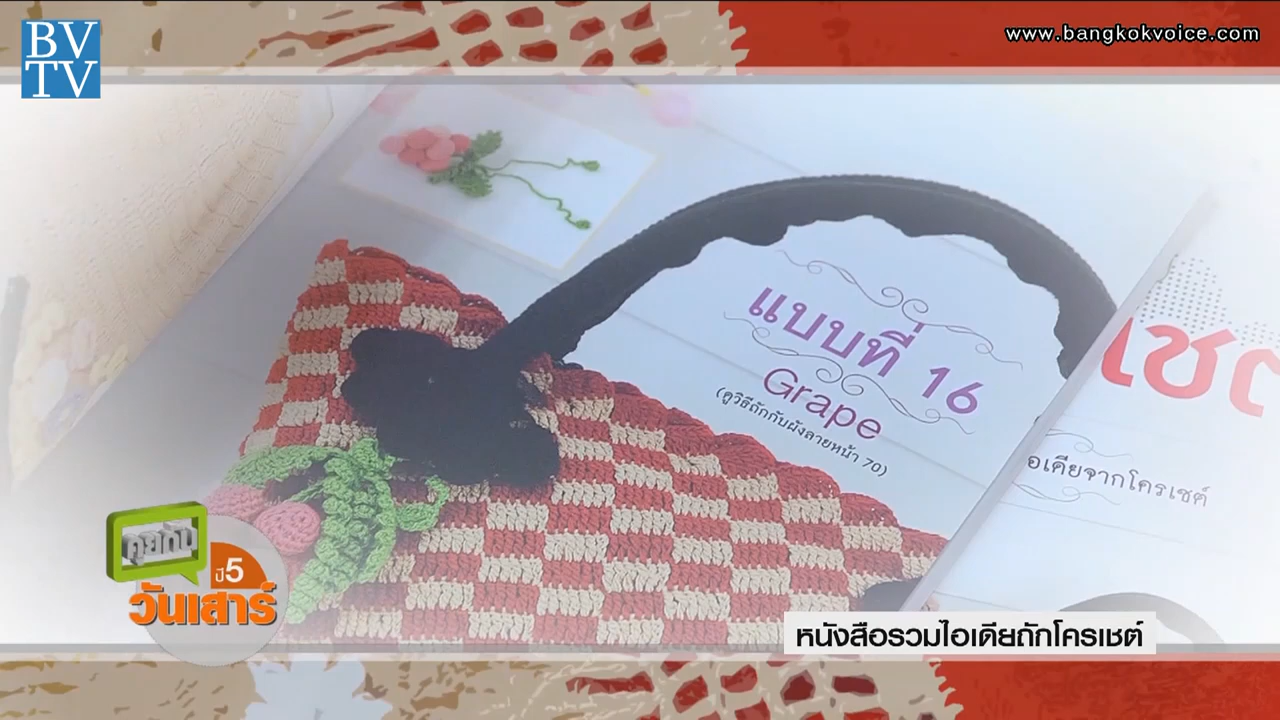 BV
TV
www.bangkokvoice.com
แบบที่ 16
Grape
(ดูวิธีถักกับผังลายหน้า 70)
เชต
อเดียจากโครเชต์
คุยกัน
ปี 5
วันเสาร์
หนังสือรวมไอเดียถักโครเชต์